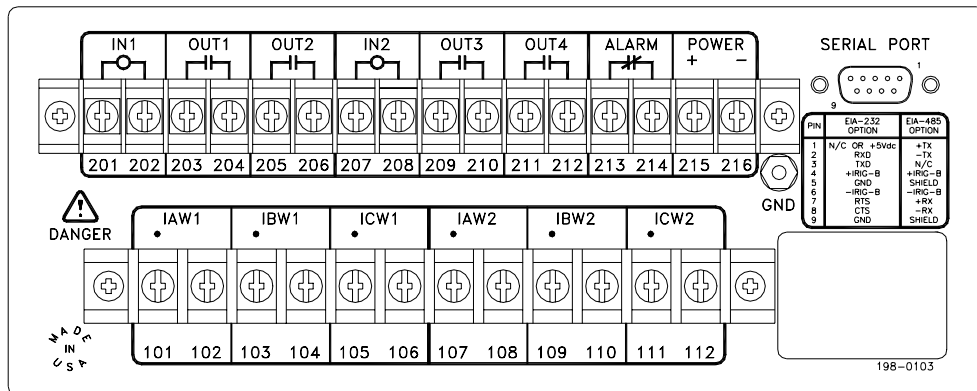 IN1 OUT1 OUT2 IN2 OUT3 OUT4 ALARM POWER
+ −
201 202 203 204 205 206 207 208 209 210 211 212 213 214 215 216
SERIAL PORT
1
9
PIN EIA-232 OPTION EIA-485 OPTION
1 N/C OR +5Vdc +TX
2 RXD −TX
3 TXD N/C
4 +IRIG-B +IRIG-B
5 GND SHIELD
6 −IRIG-B −IRIG-B
7 RTS +RX
8 CTS −RX
9 GND SHIELD
GND
! DANGER
IAW1 IBW1 ICW1 IAW2 IBW2 ICW2
101 102 103 104 105 106 107 108 109 110 111 112
MADE IN USA
198-0103